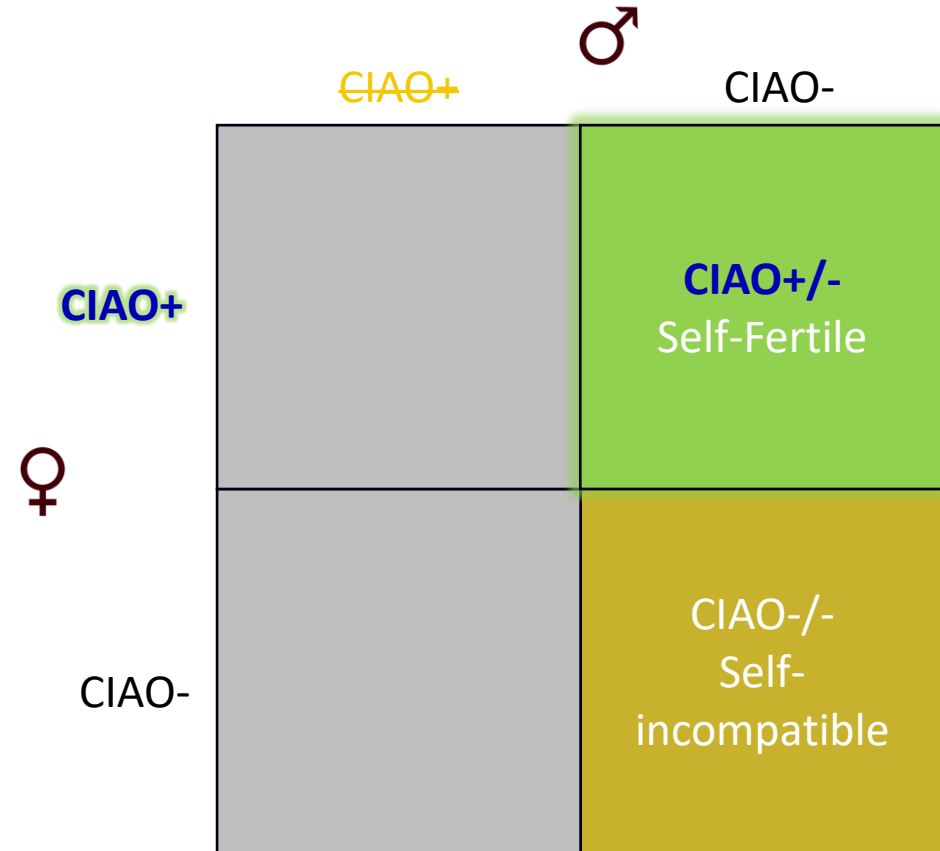 ♂
CIAO+
CIAO-
CIAO+
CIAO+/-
Self-Fertile
♀
CIAO-
CIAO-/-
Self-
incompatible